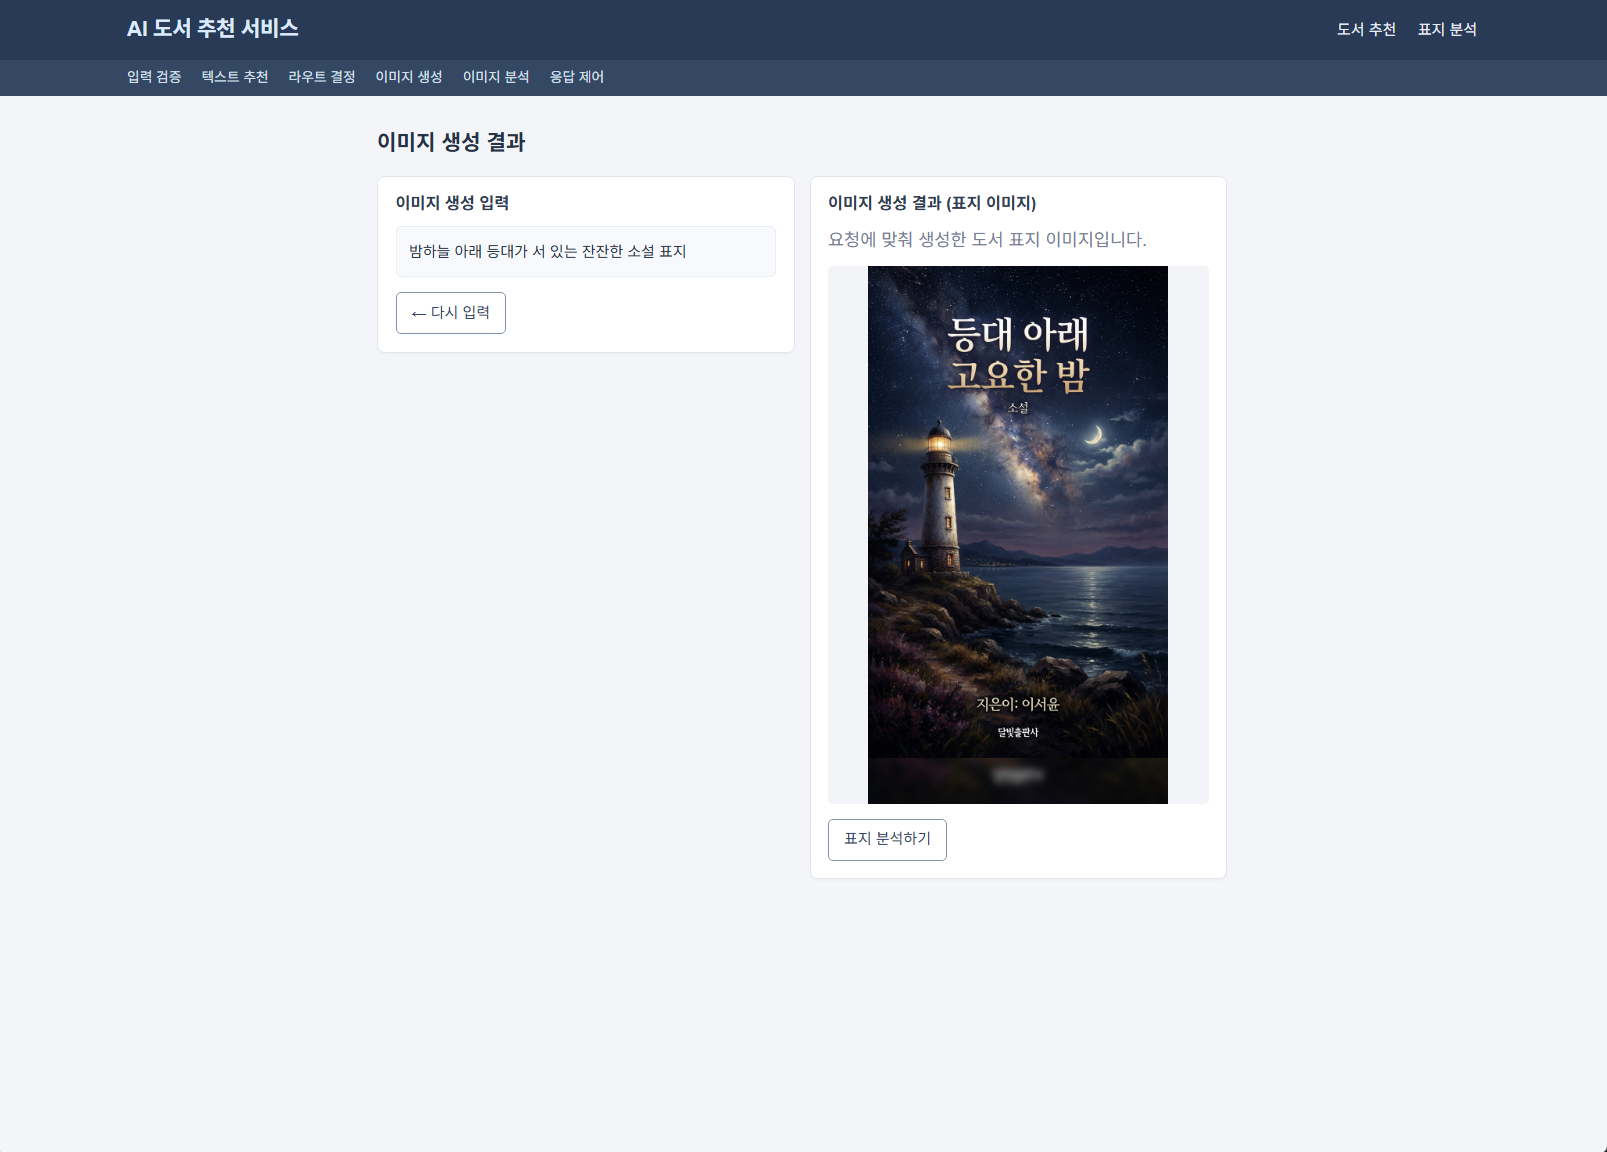 AI 도서 추천 서비스
도서 추천 표지 분석
입력 검증 텍스트 추천 라우트 결정 이미지 생성 이미지 분석 응답 제어
이미지 생성 결과
이미지 생성 입력
밤하늘 아래 등대가 서 있는 잔잔한 소설 표지
← 다시 입력
이미지 생성 결과 (표지 이미지)
요청에 맞춰 생성한 도서 표지 이미지입니다.
등대 아래
고요한 밤
소설
지은이: 이서윤
달빛출판사
표지 분석하기